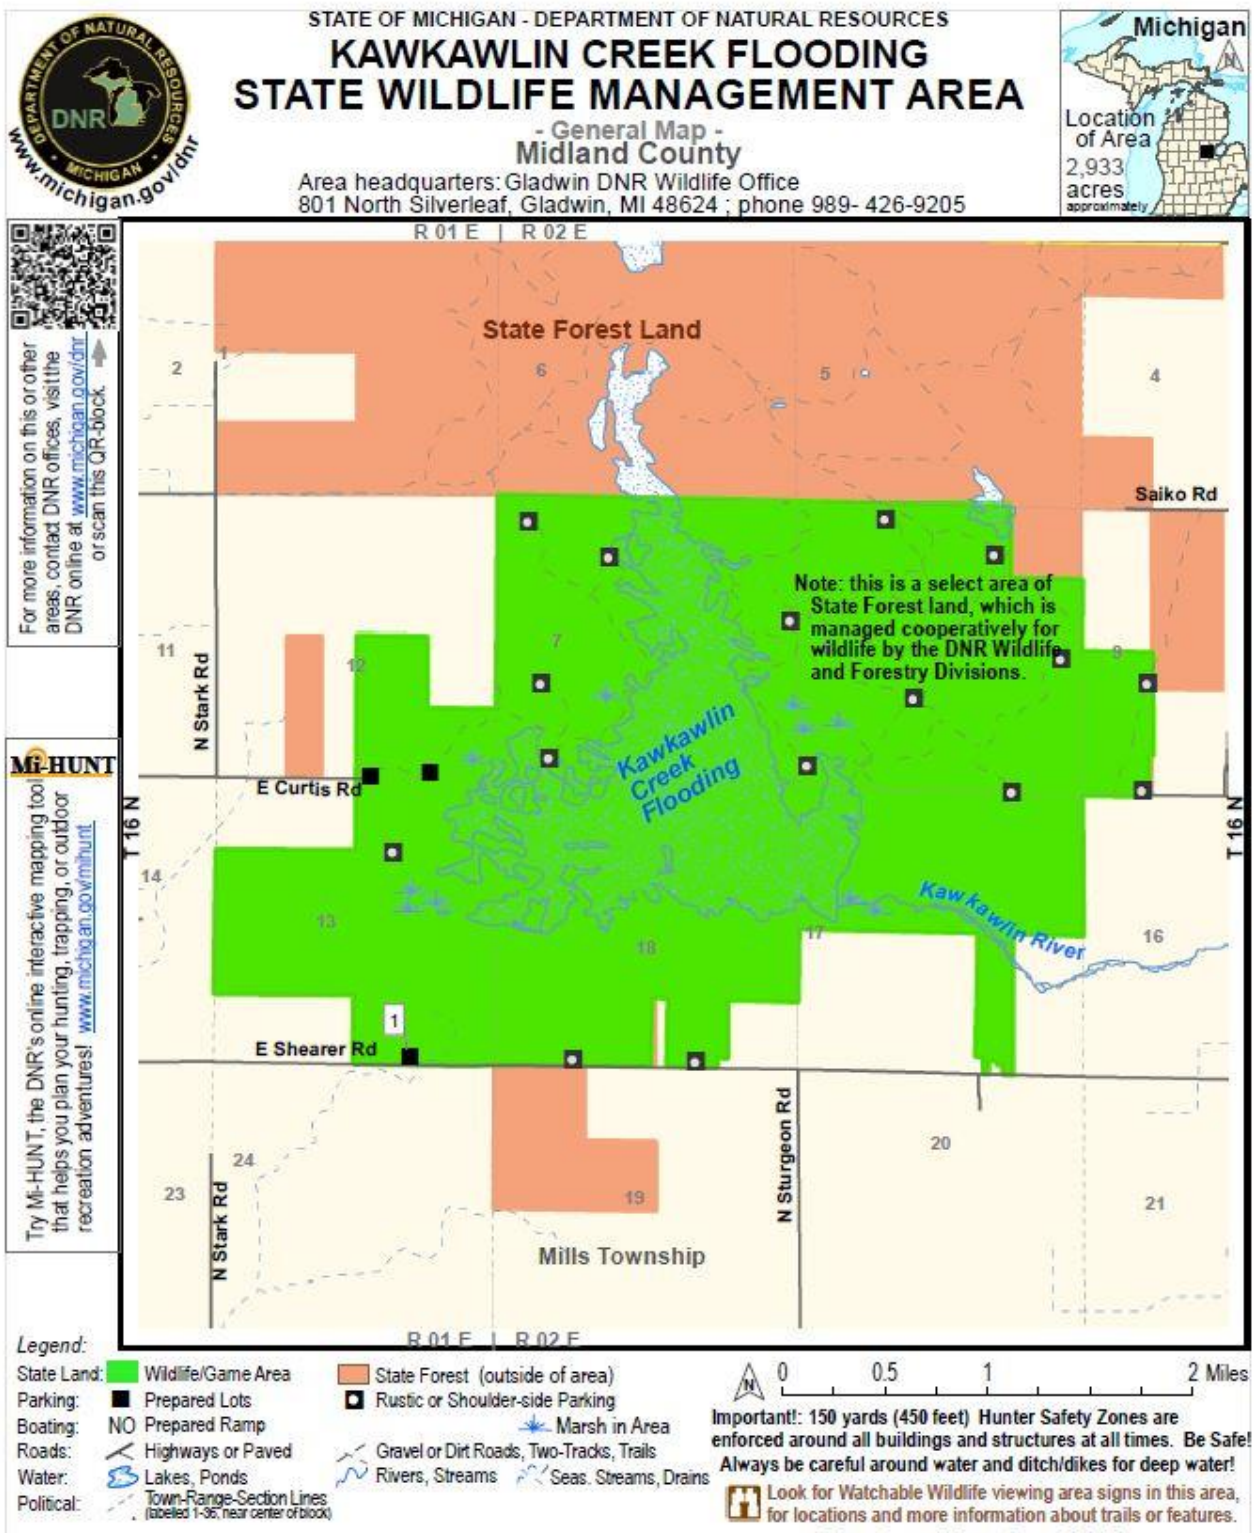 STATE OF MICHIGAN - DEPARTMENT OF NATURAL RESOURCES
KAWKAWLIN CREEK FLOODING
STATE WILDLIFE MANAGEMENT AREA
- General Map -
Midland County
Area headquarters: Gladwin DNR Wildlife Office
801 North Silverleaf, Gladwin, MI 48624 ; phone 989- 426-9205
DEPARTMENT OF NATURAL RESOURCES
DNR
• MICHIGAN •
www.michigan.gov/dnr
Michigan
N
Location
of Area
2,933
acres
approximately
For more information on this or other
areas, contact DNR offices, visit the
DNR online at www.michigan.gov/dnr
or scan this QR-block.
Mi-HUNT
Try Mi-HUNT, the DNR's online interactive mapping tool
that helps you plan your hunting, trapping, or outdoor
recreation adventures! www.michigan.gov/mihunt
R 01 E | R 02 E
State Forest Land
2
1
6
5
4
Saiko Rd
Note: this is a select area of
State Forest land, which is
managed cooperatively for
wildlife by the DNR Wildlife
and Forestry Divisions.
11
12
7
9
N Stark Rd
Kawkawlin
Creek
Flooding
E Curtis Rd
T 16 N
T 16 N
14
13
18
17
16
Kawkawlin River
1
E Shearer Rd
N Sturgeon Rd
20
24
23
19
21
N Stark Rd
Mills Township
R 01 E | R 02 E
Legend:
State Land: Wildlife/Game Area State Forest (outside of area)
Parking: Prepared Lots Rustic or Shoulder-side Parking
Boating: NO Prepared Ramp Marsh in Area
Roads: Highways or Paved Gravel or Dirt Roads, Two-Tracks, Trails
Water: Lakes, Ponds Rivers, Streams Seas. Streams, Drains
Political: Town-Range-Section Lines
(labelled 1-36, near center of block)
N
0 0.5 1 2 Miles
Important!: 150 yards (450 feet) Hunter Safety Zones are
enforced around all buildings and structures at all times. Be Safe!
Always be careful around water and ditch/dikes for deep water!
Look for Watchable Wildlife viewing area signs in this area,
for locations and more information about trails or features.